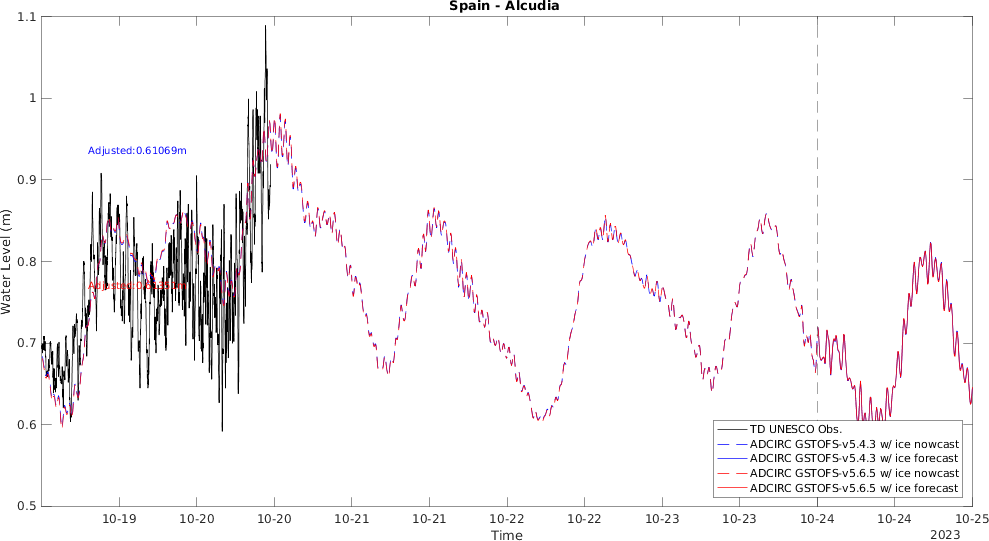 Spain - Alcudia
1.1
1
0.9
0.8
0.7
0.6
0.5
Water Level (m)
Adjusted:0.61069m
TD UNESCO Obs.
ADCIRC GSTOFS-v5.4.3 w/ ice nowcast
ADCIRC GSTOFS-v5.4.3 w/ ice forecast
ADCIRC GSTOFS-v5.6.5 w/ ice nowcast
ADCIRC GSTOFS-v5.6.5 w/ ice forecast
10-19 10-20 10-20 10-21 10-21 10-22 10-22 10-23 10-23 10-24 10-24 10-25
Time
2023